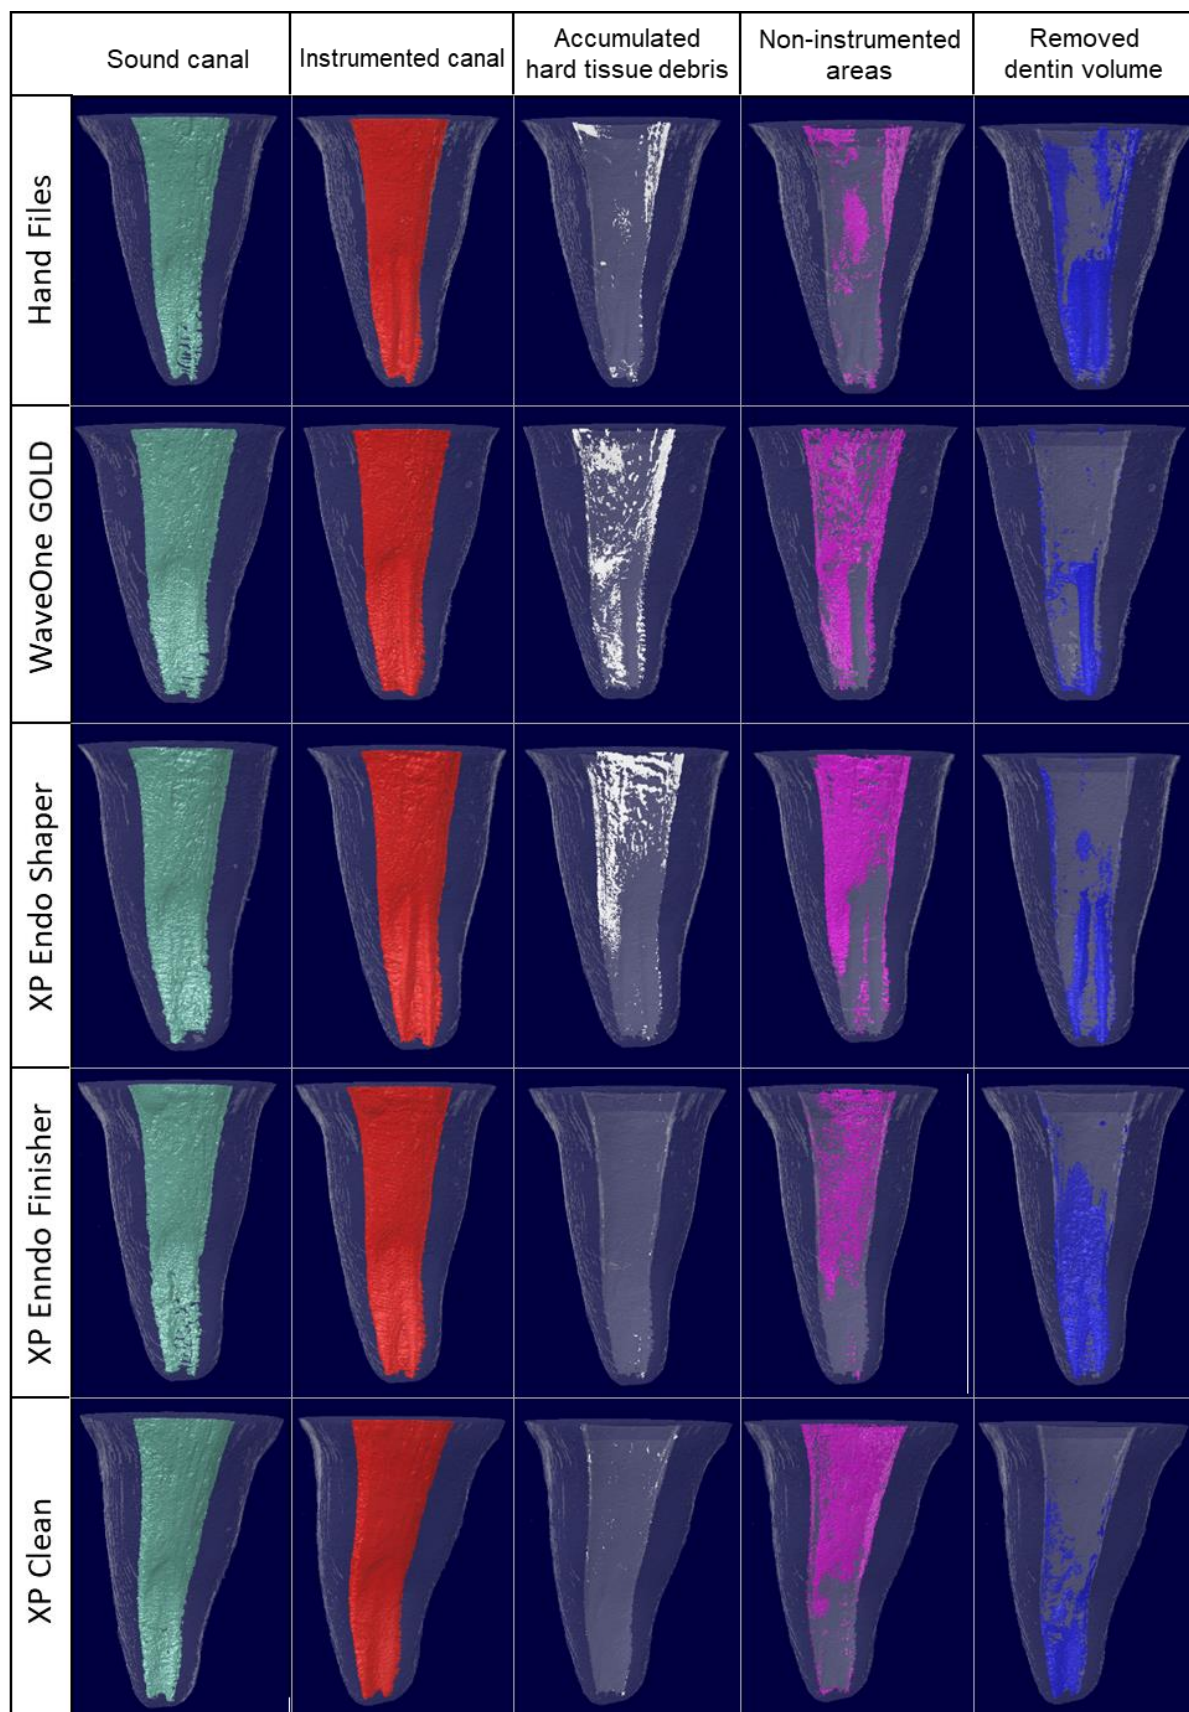 Sound canal
Instrumented canal
Accumulated
hard tissue debris
Non-instrumented
areas
Removed
dentin volume
Hand Files
WaveOne GOLD
XP Endo Shaper
XP Enndo Finisher
XP Clean